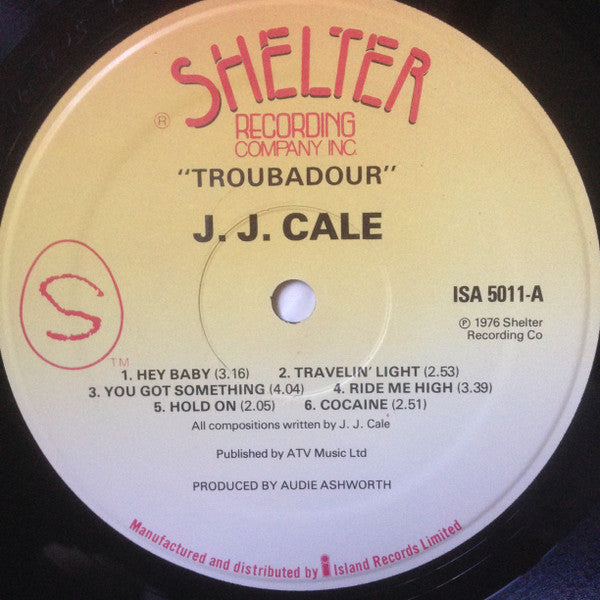 SHELTER
®
RECORDING
COMPANY INC.
"TROUBADOUR"
J. J. CALE
S
TM
ISA 5011-A
℗ 1976 Shelter
Recording Co
1. HEY BABY (3.16) 2. TRAVELIN' LIGHT (2.53)
3. YOU GOT SOMETHING (4.04) 4. RIDE ME HIGH (3.39)
5. HOLD ON (2.05) 6. COCAINE (2.51)
All compositions written by J. J. Cale
Published by ATV Music Ltd
PRODUCED BY AUDIE ASHWORTH
Manufactured and distributed by i Island Records Limited